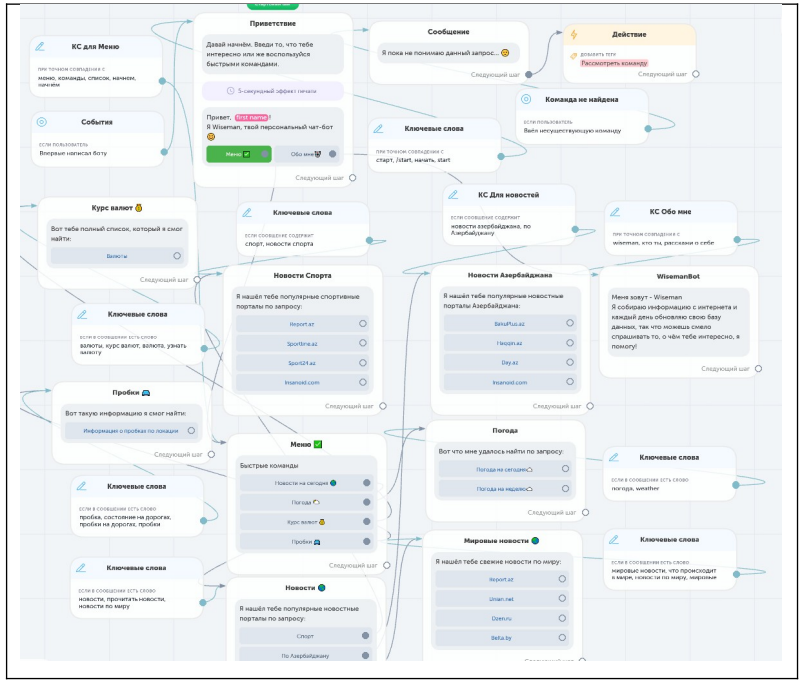 Приветствие
Давай начнём. Введи то, что тебе
интересно или же воспользуйся
быстрыми командами.
5-секундный эффект печати
Привет, first name!
Я Wiseman, твой персональный чат-бот
Меню
Обо мне
Следующий шаг
КС для Меню
ПРИ ТОЧНОМ СОВПАДЕНИИ С
меню, команды, список, начнем,
начнём
События
ЕСЛИ ПОЛЬЗОВАТЕЛЬ
Впервые написал боту
Сообщение
Я пока не понимаю данный запрос...
Следующий шаг
Действие
ДОБАВИТЬ ТЕГИ
Рассмотреть команду
Команда не найдена
ЕСЛИ ПОЛЬЗОВАТЕЛЬ
Ввёл несуществующую команду
Ключевые слова
ПРИ ТОЧНОМ СОВПАДЕНИИ С
старт, /start, начать, start
КС Для новостей
ЕСЛИ СООБЩЕНИЕ СОДЕРЖИТ
новости азербайджана, по
Азербайджану
КС Обо мне
ПРИ ТОЧНОМ СОВПАДЕНИИ С
wiseman, кто ты, расскажи о себе
Курс валют
Вот тебе полный список, который я смог
найти:
Валюты
Следующий шаг
Ключевые слова
ЕСЛИ СООБЩЕНИЕ СОДЕРЖИТ
спорт, новости спорта
Новости Спорта
Я нашёл тебе популярные спортивные
порталы по запросу:
Report.az
Sportline.az
Sport24.az
Insanoid.com
Следующий шаг
Новости Азербайджана
Я нашёл тебе популярные новостные
порталы Азербайджана:
BakuPlus.az
Haqqin.az
Day.az
Insanoid.com
Следующий шаг
WisemanBot
Меня зовут - Wiseman
Я собираю информацию с интернета и
каждый день обновляю свою базу
данных, так что можешь смело
спрашивать то, о чём тебе интересно, я
помогу!
Следующий шаг
Ключевые слова
ЕСЛИ В СООБЩЕНИИ ЕСТЬ СЛОВО
валюты, курс валют, валюта, узнать
валюту
Пробки
Вот такую информацию я смог найти:
Информация о пробках по локации
Следующий шаг
Ключевые слова
ЕСЛИ В СООБЩЕНИИ ЕСТЬ СЛОВО
пробка, состояние на дорогах,
пробки на дорогах, пробки
Ключевые слова
ЕСЛИ В СООБЩЕНИИ ЕСТЬ СЛОВО
новости, прочитать новости,
новости по миру
Меню
Быстрые команды
Новости на сегодня
Погода
Курс валют
Пробки
Следующий шаг
Новости
Я нашёл тебе популярные новостные
порталы по запросу:
Спорт
По Азербайджану
Погода
Вот что мне удалось найти по запросу:
Погода на сегодня
Погода на неделю
Следующий шаг
Ключевые слова
ЕСЛИ В СООБЩЕНИИ ЕСТЬ СЛОВО
погода, weather
Мировые новости
Я нашёл тебе свежие новости по миру:
Report.az
Unian.net
Dzen.ru
Belta.by
Ключевые слова
ЕСЛИ В СООБЩЕНИИ ЕСТЬ СЛОВО
мировые новости, что происходит
в мире, новости по миру, мировые